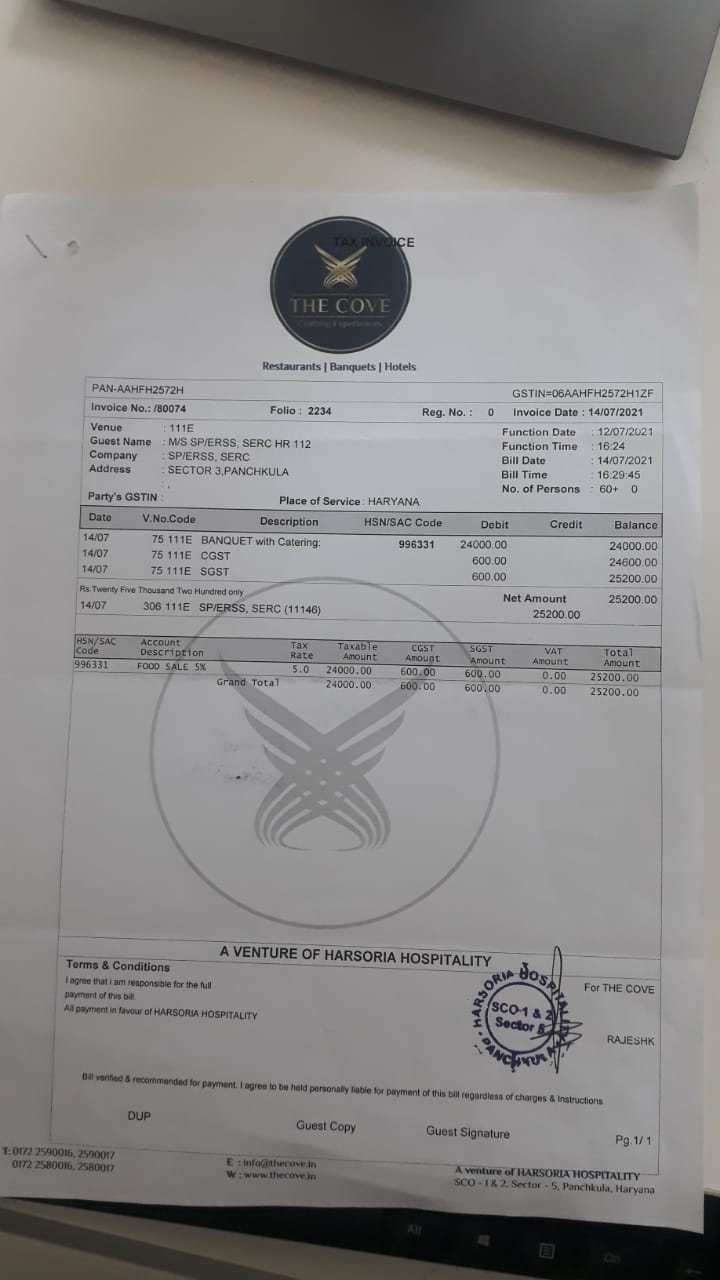 TAX INVOICE
THE COVE
Crafting Experiences
Restaurants | Banquets | Hotels
PAN-AAHFH2572H GSTIN=06AAHFH2572H1ZF
Invoice No.: /80074 Folio : 2234 Reg. No. : 0 Invoice Date : 14/07/2021
Venue : 111E Function Date : 12/07/2021
Guest Name : M/S SP/ERSS, SERC HR 112 Function Time : 16:24
Company : SP/ERSS, SERC Bill Date : 14/07/2021
Address : SECTOR 3,PANCHKULA Bill Time : 16:29:45
: , No. of Persons : 60+ 0
Party's GSTIN : Place of Service : HARYANA
Date V.No.Code Description HSN/SAC Code Debit Credit Balance
14/07 75 111E BANQUET with Catering: 996331 24000.00 24000.00
14/07 75 111E CGST 600.00 24600.00
14/07 75 111E SGST 600.00 25200.00
Rs.Twenty Five Thousand Two Hundred only Net Amount 25200.00
14/07 306 111E SP/ERSS, SERC (11146) 25200.00
HSN/SAC Code Account Description Tax Rate Taxable Amount CGST Amount SGST Amount VAT Amount Total Amount
996331 FOOD SALE 5% 5.0 24000.00 600.00 600.00 0.00 25200.00
Grand Total 24000.00 600.00 600.00 0.00 25200.00
A VENTURE OF HARSORIA HOSPITALITY
Terms & Conditions
I agree that i am responsible for the full
payment of this bill.
All payment in favour of HARSORIA HOSPITALITY
For THE COVE
HARSORIA HOSPITALITY
SCO-1 & 2
Sector 5
PANCHKULA
RAJESHK
Bill verified & recommended for payment. I agree to be held personally liable for payment of this bill regardless of charges & Instructions
DUP Guest Copy Guest Signature Pg.1/ 1
T: 0172 2590016, 2590017
0172 2580016, 2580017
E : info@thecove.in
W : www.thecove.in
A venture of HARSORIA HOSPITALITY
SCO - 1 & 2, Sector - 5, Panchkula, Haryana
Alt
Ctrl